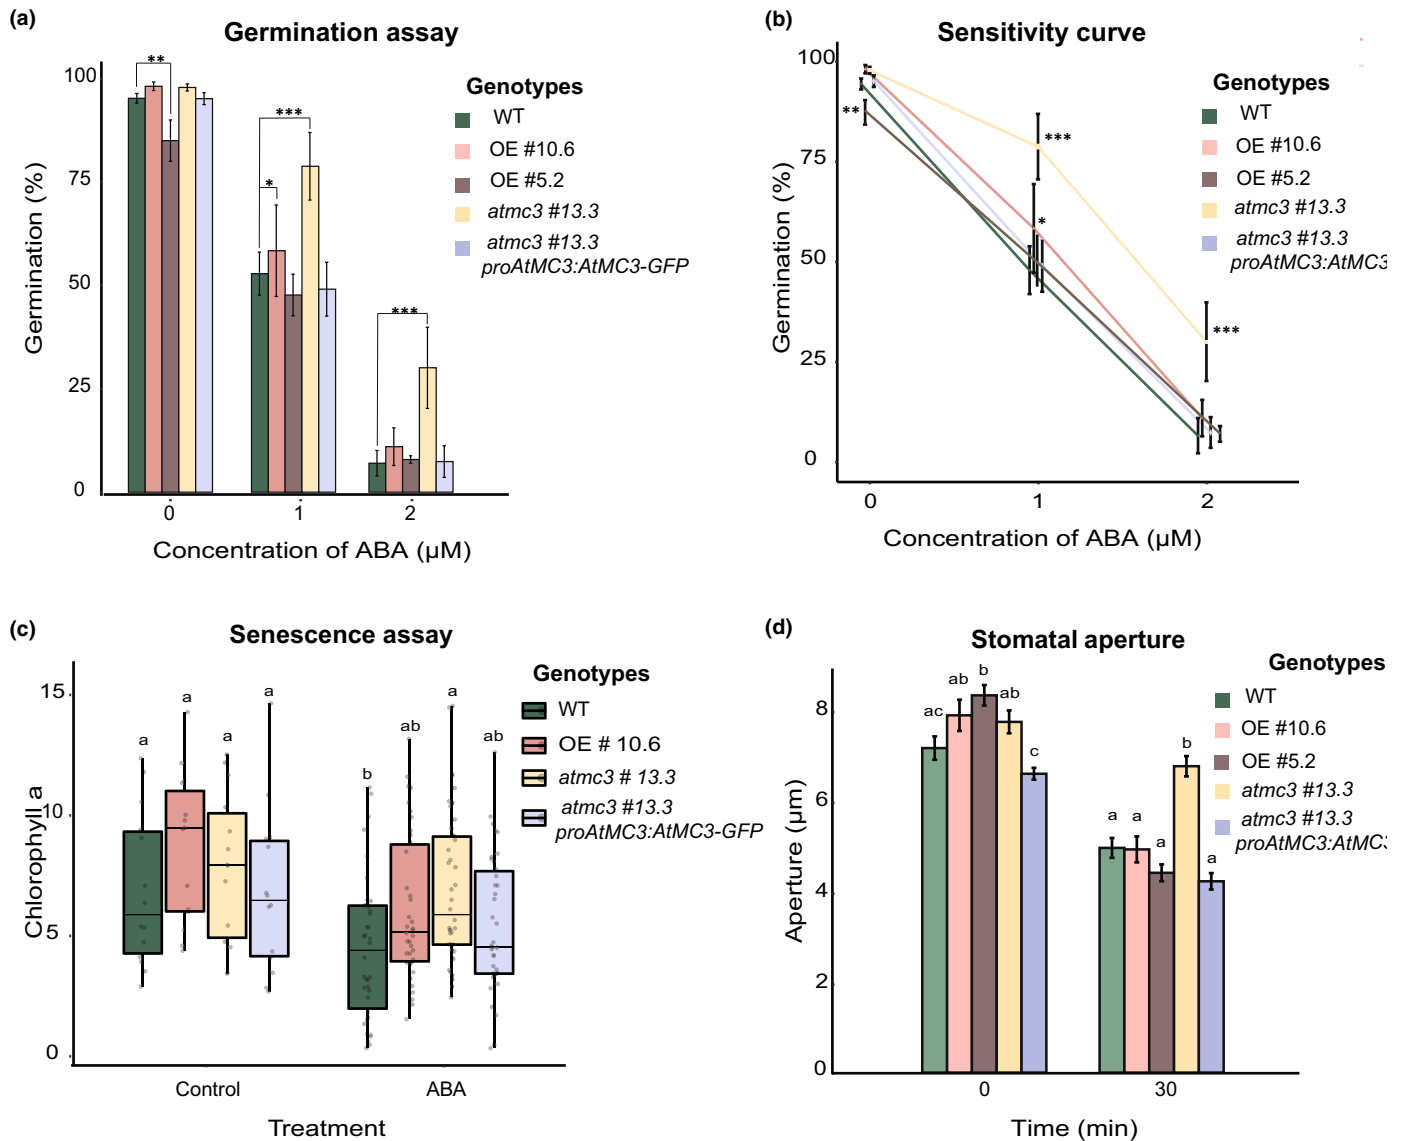 (a)
Germination assay
100
75
50
25
0
Germination (%)
**
*
***
***
0
1
2
Concentration of ABA (µM)
Genotypes
WT
OE #10.6
OE #5.2
atmc3 #13.3
atmc3 #13.3
proAtMC3:AtMC3-GFP
(b)
Sensitivity curve
100
75
50
25
0
Germination (%)
**
***
*
***
0
1
2
Concentration of ABA (µM)
Genotypes
WT
OE #10.6
OE #5.2
atmc3 #13.3
atmc3 #13.3
proAtMC3:AtMC3
(c)
Senescence assay
15
10
5
0
Chlorophyll a
a
a
a
a
b
ab
a
ab
Control
ABA
Treatment
Genotypes
WT
OE # 10.6
atmc3 # 13.3
atmc3 #13.3
proAtMC3:AtMC3-GFP
(d)
Stomatal aperture
8
6
4
2
0
Aperture (µm)
ac
ab
b
ab
c
a
a
a
b
a
0
30
Time (min)
Genotypes
WT
OE #10.6
OE #5.2
atmc3 #13.3
atmc3 #13.3
proAtMC3:AtMC